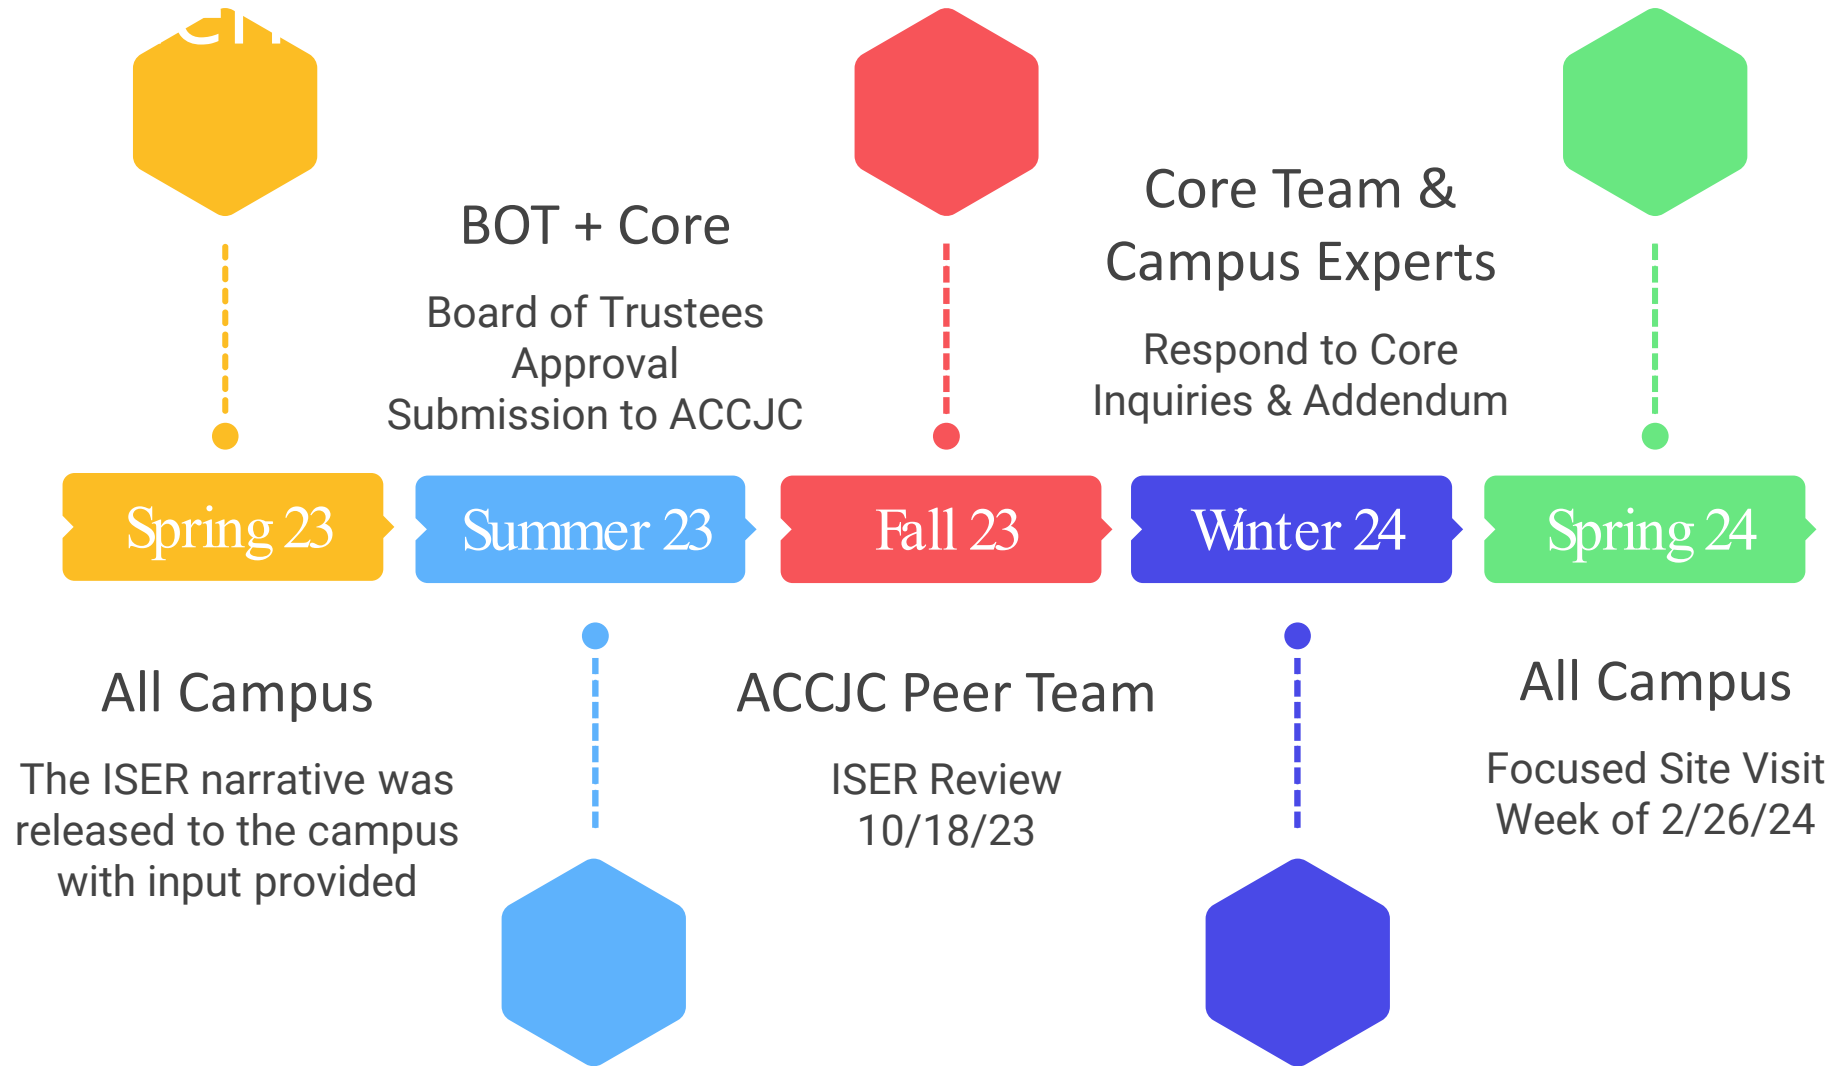 Spring 23
All Campus
The ISER narrative was
released to the campus
with input provided
BOT + Core
Board of Trustees
Approval
Submission to ACCJC
Summer 23
Fall 23
ACCJC Peer Team
ISER Review
10/18/23
Core Team &
Campus Experts
Respond to Core
Inquiries & Addendum
Winter 24
Spring 24
All Campus
Focused Site Visit
Week of 2/26/24